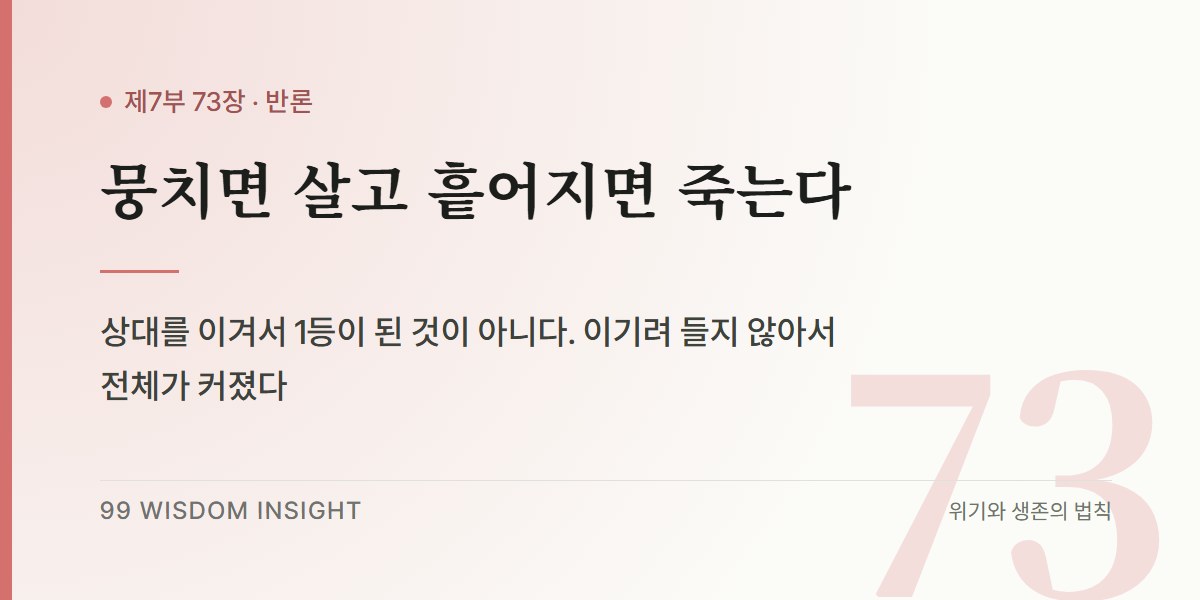 제7부 73장 · 반론
뭉치면 살고 흩어지면 죽는다
상대를 이겨서 1등이 된 것이 아니다. 이기려 들지 않아서
전체가 커졌다
73
99 WISDOM INSIGHT
위기와 생존의 법칙